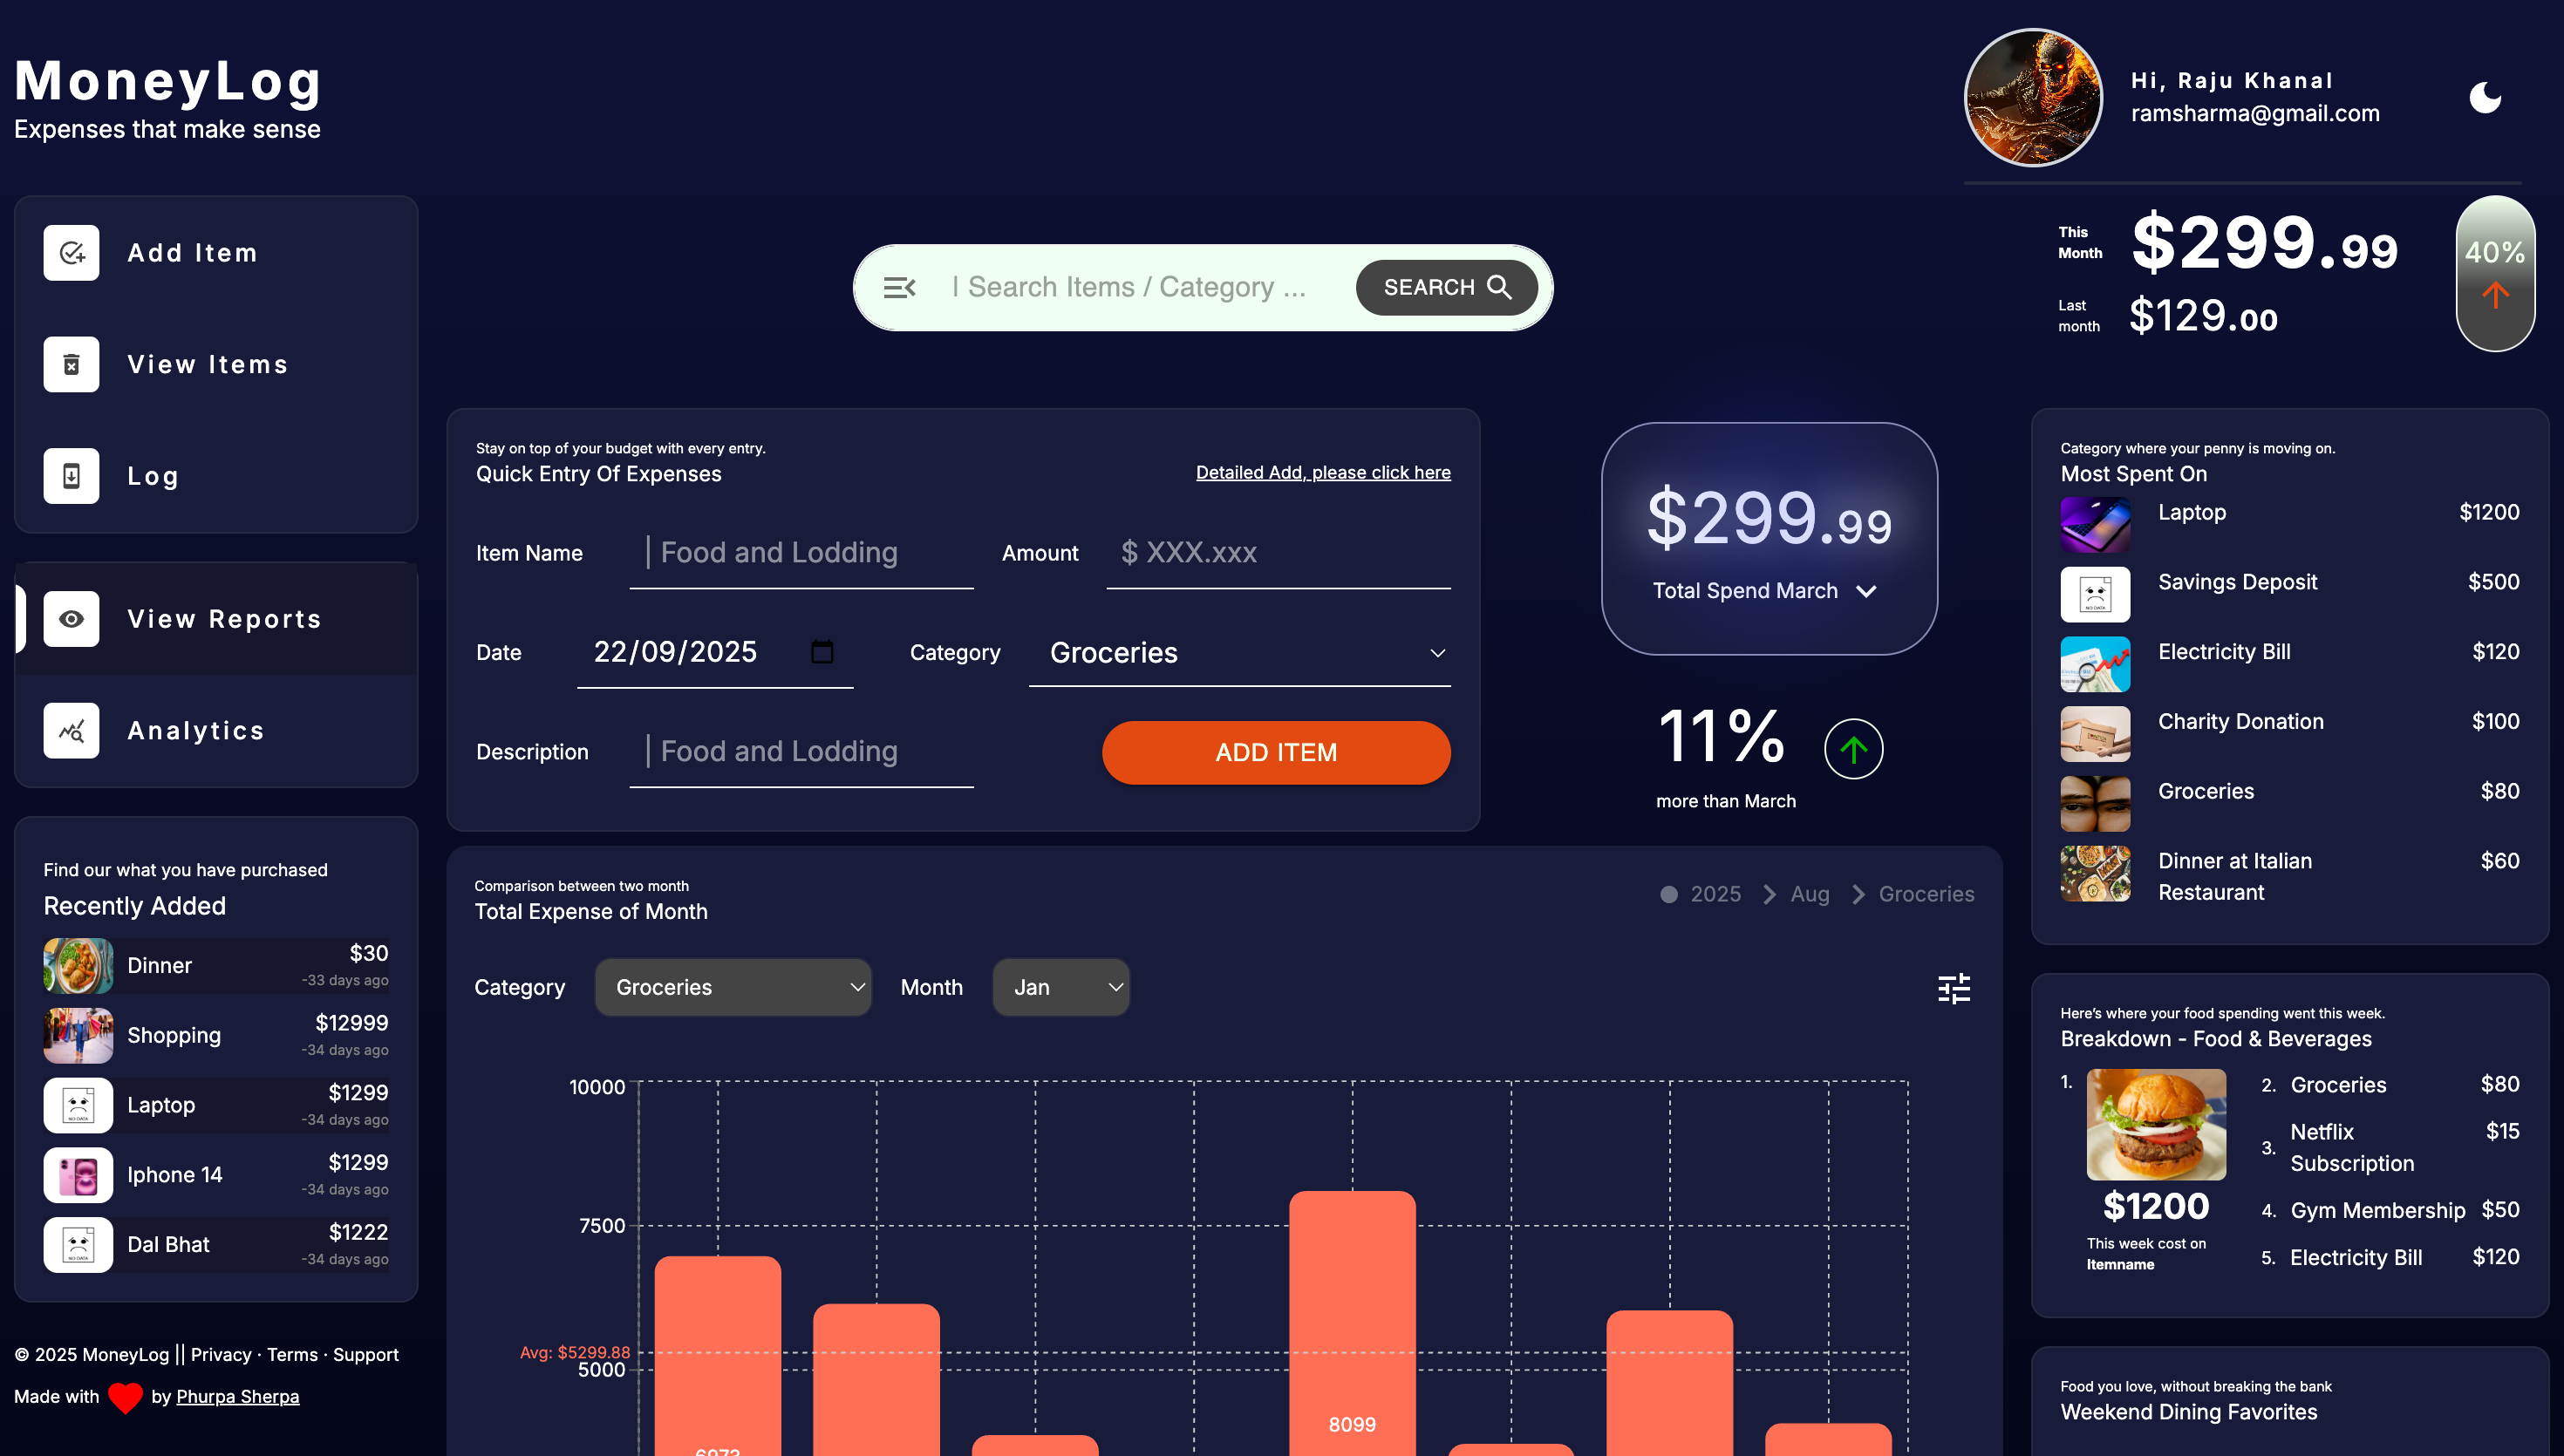 MoneyLog
Expenses that make sense
Hi, Raju Khanal
ramsharma@gmail.com
Add Item
View Items
Log
View Reports
Analytics
| Search Items / Category ...
SEARCH
This Month
$299.99
Last month
$129.00
40%
Stay on top of your budget with every entry.
Quick Entry Of Expenses
Detailed Add, please click here
Item Name
| Food and Lodding
Amount
$ XXX.xxx
Date
22/09/2025
Category
Groceries
Description
| Food and Lodding
ADD ITEM
$299.99
Total Spend March
11%
more than March
Category where your penny is moving on.
Most Spent On
Laptop $1200
Savings Deposit $500
Electricity Bill $120
Charity Donation $100
Groceries $80
Dinner at Italian $60
Restaurant
Find our what you have purchased
Recently Added
Dinner $30
-33 days ago
Shopping $12999
-34 days ago
Laptop $1299
-34 days ago
Iphone 14 $1299
-34 days ago
Dal Bhat $1222
-34 days ago
© 2025 MoneyLog || Privacy · Terms · Support
Made with by Phurpa Sherpa
Comparison between two month
Total Expense of Month
2025 Aug Groceries
Category
Groceries
Month
Jan
10000
7500
Avg: $5299.88
5000
8099
Here's where your food spending went this week.
Breakdown - Food & Beverages
1.
$1200
This week cost on
Itemname
2. Groceries $80
3. Netflix Subscription $15
4. Gym Membership $50
5. Electricity Bill $120
Food you love, without breaking the bank
Weekend Dining Favorites